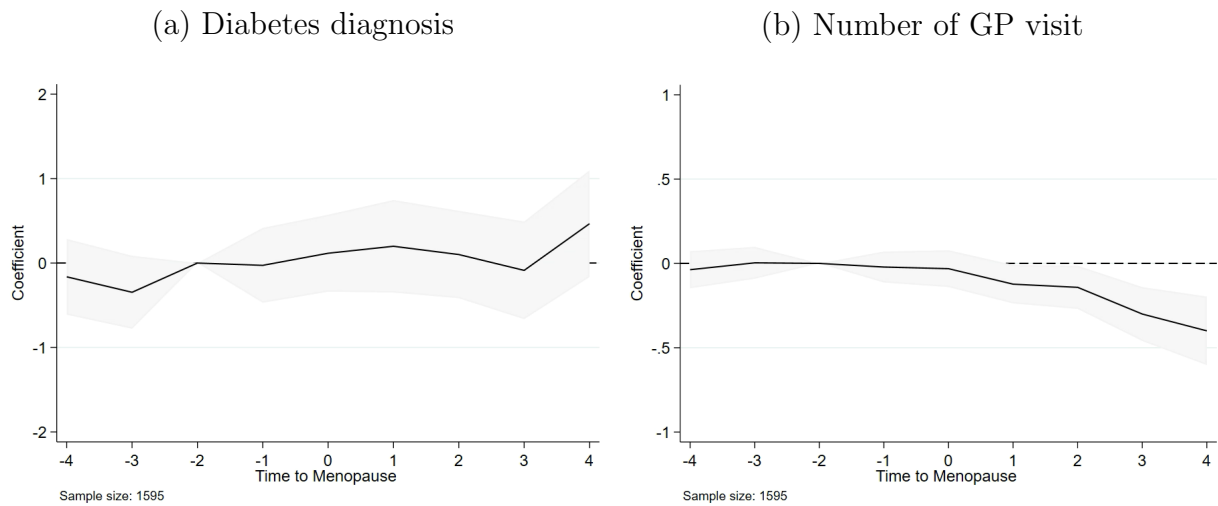 (a) Diabetes diagnosis
2
1
0
-1
-2
Coefficient
-4 -3 -2 -1 0 1 2 3 4
Time to Menopause
Sample size: 1595
(b) Number of GP visit
1
.5
0
-.5
-1
Coefficient
-4 -3 -2 -1 0 1 2 3 4
Time to Menopause
Sample size: 1595